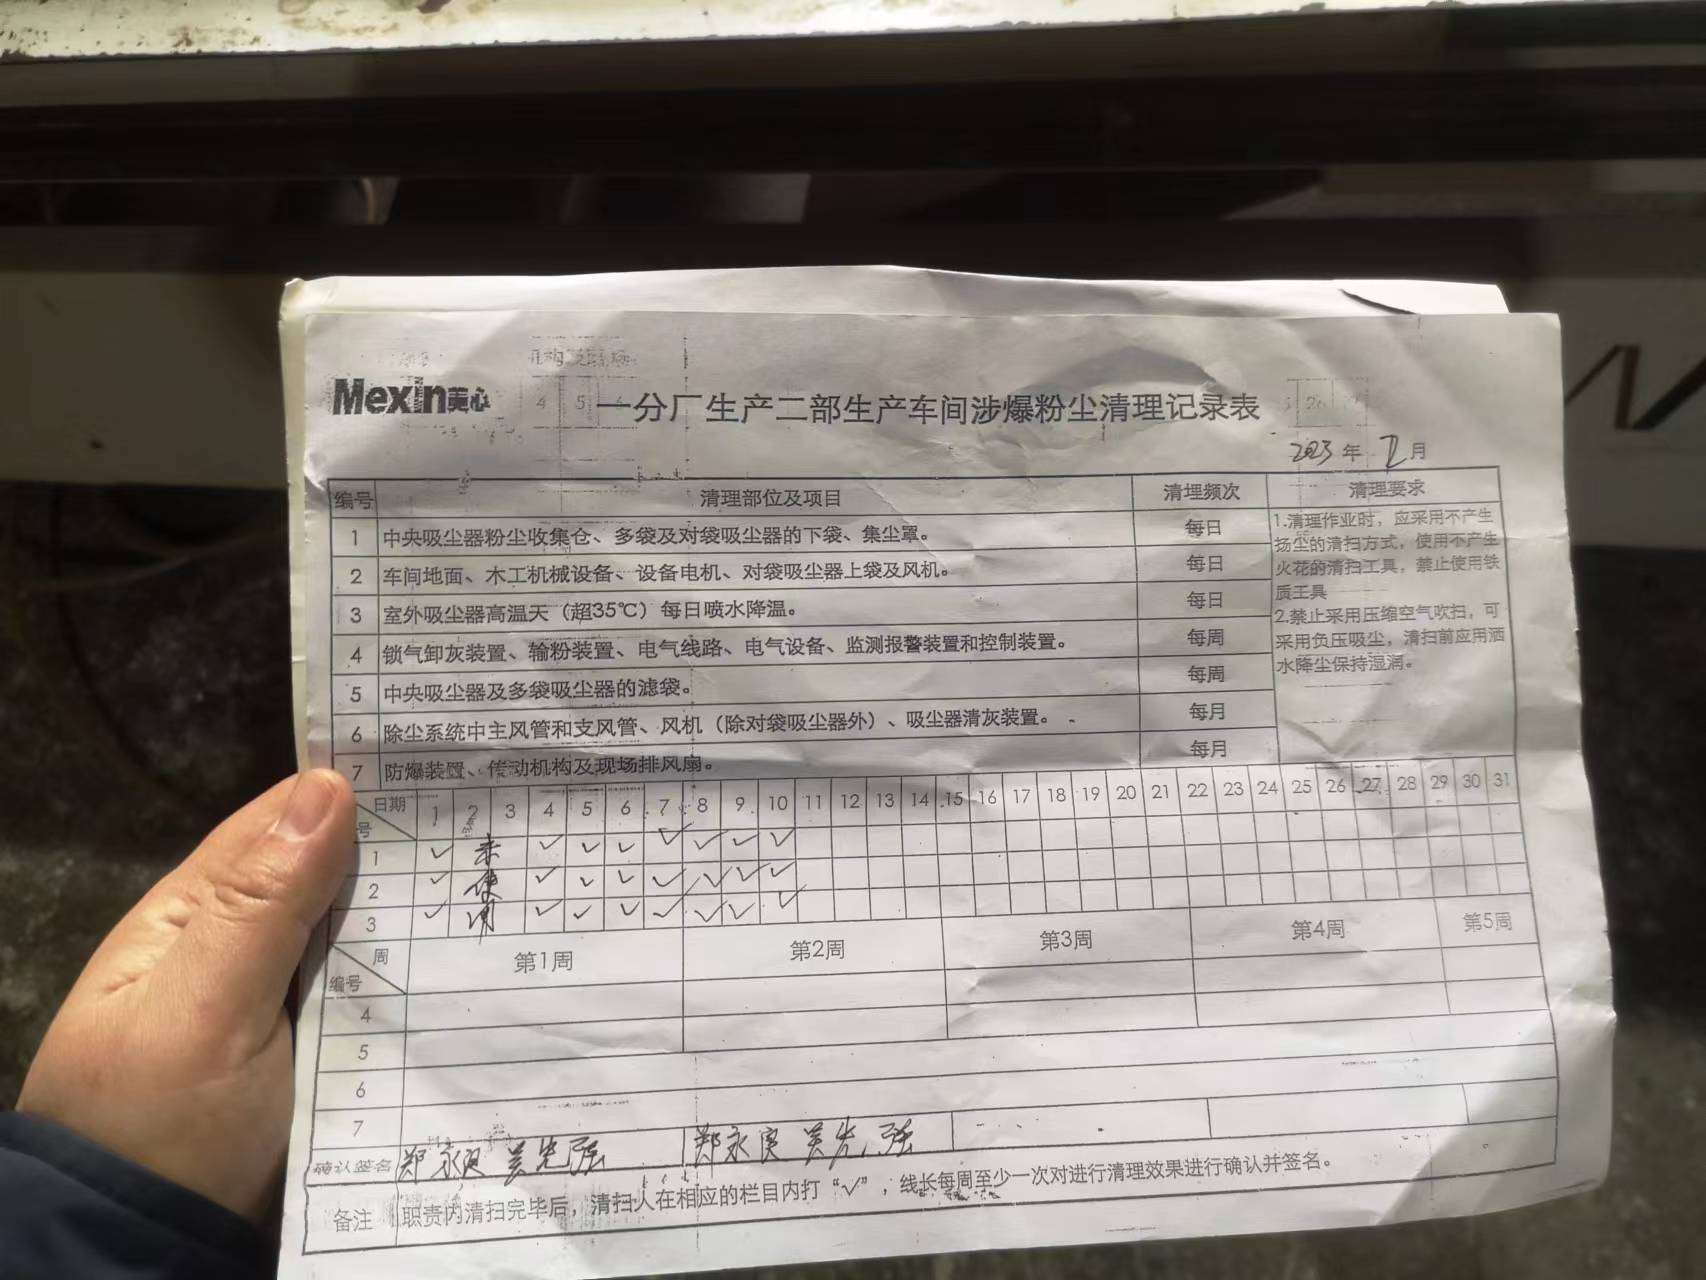 Mexin美心
一分厂生产二部生产车间涉爆粉尘清理记录表
2023 年 12 月
编号 清理部位及项目 清理频次 清理要求
1 中央吸尘器粉尘收集仓、多袋及对袋吸尘器的下袋、集尘罩。 每日
2 车间地面、木工机械设备、设备电机、对袋吸尘器上袋及风机。 每日
3 室外吸尘器高温天（超35℃）每日喷水降温。 每日
4 锁气卸灰装置、输粉装置、电气线路、电气设备、监测报警装置和控制装置。 每周
5 中央吸尘器及多袋吸尘器的滤袋。 每周
6 除尘系统中主风管和支风管、风机（除对袋吸尘器外）、吸尘器清灰装置。 每月
7 防爆装置、传动机构及现场排风扇。 每月
1.清理作业时，应采用不产生
扬尘的清扫方式，使用不产生
火花的清扫工具，禁止使用铁
质工具
2.禁止采用压缩空气吹扫，可
采用负压吸尘，清扫前应用洒
水降尘保持湿润。
日期 1 2 3 4 5 6 7 8 9 10 11 12 13 14 15 16 17 18 19 20 21 22 23 24 25 26 27 28 29 30 31
号
1 ✓ 未 ✓ ✓ ✓ ✓ ✓ ✓ ✓
2 ✓ 使 ✓ ✓ ✓ ✓ ✓ ✓ ✓
3 ✓ 用 ✓ ✓ ✓ ✓ ✓ ✓ ✓
周 第1周 第2周 第3周 第4周 第5周
编号
4
5
6
7
确认签名 郑永 吴先强 郑永 吴先强
备注 职责内清扫完毕后，清扫人在相应的栏目内打“√”，线长每周至少一次对进行清理效果进行确认并签名。